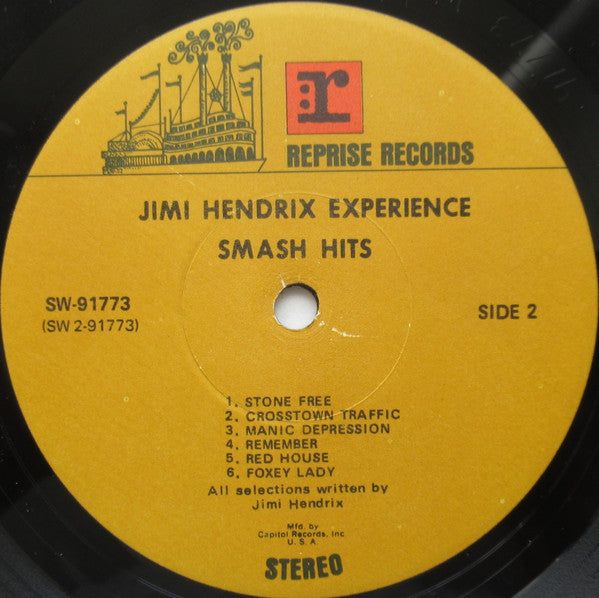 r
REPRISE RECORDS
JIMI HENDRIX EXPERIENCE
SMASH HITS
SW-91773
(SW 2-91773)
SIDE 2
1. STONE FREE
2. CROSSTOWN TRAFFIC
3. MANIC DEPRESSION
4. REMEMBER
5. RED HOUSE
6. FOXEY LADY
All selections written by
Jimi Hendrix
Mfd. by
Capitol Records, Inc.
U. S. A.
STEREO